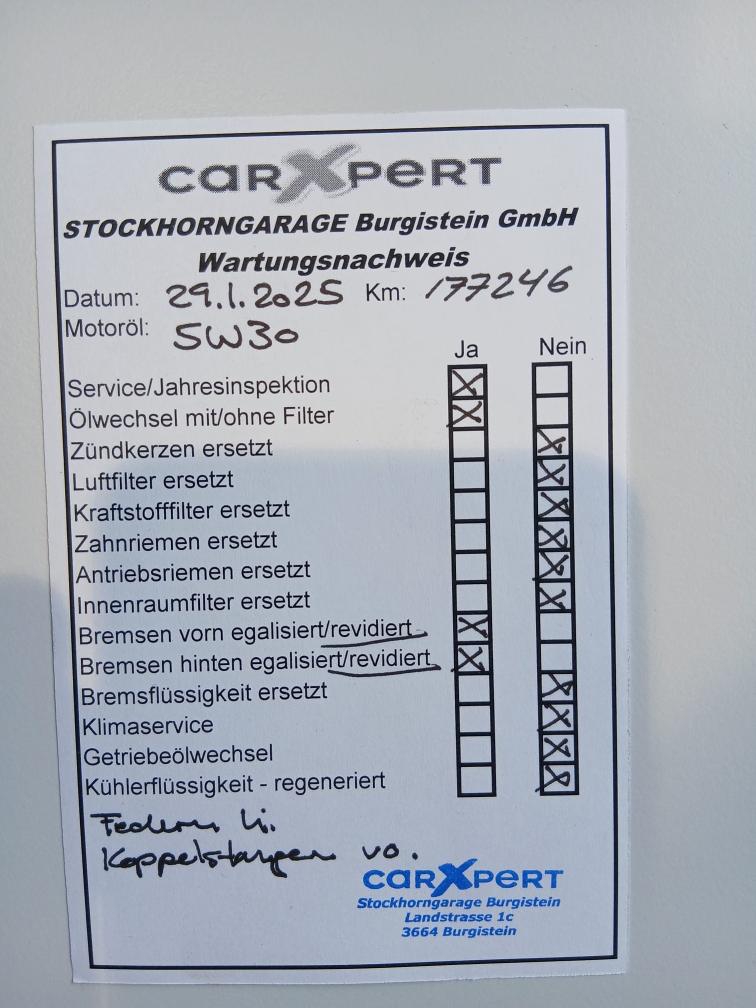 carXpert
STOCKHORNGARAGE Burgistein GmbH
Wartungsnachweis
Datum: 29.1.2025 Km: 177246
Motoröl: 5W30
Ja Nein
Service/Jahresinspektion
Ölwechsel mit/ohne Filter
Zündkerzen ersetzt
Luftfilter ersetzt
Kraftstofffilter ersetzt
Zahnriemen ersetzt
Antriebsriemen ersetzt
Innenraumfilter ersetzt
Bremsen vorn egalisiert/revidiert
Bremsen hinten egalisiert/revidiert
Bremsflüssigkeit ersetzt
Klimaservice
Getriebeölwechsel
Kühlerflüssigkeit - regeneriert
Federn hi.
Koppelstangen vo.
carXpert
Stockhorngarage Burgistein
Landstrasse 1c
3664 Burgistein